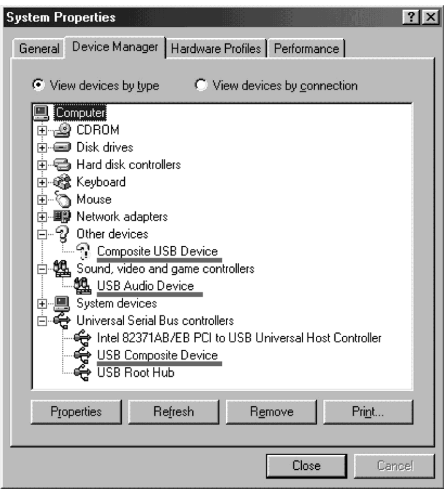 System Properties
General Device Manager Hardware Profiles Performance
View devices by type View devices by connection
Computer
CDROM
Disk drives
Hard disk controllers
Keyboard
Mouse
Network adapters
Other devices
Composite USB Device
Sound, video and game controllers
USB Audio Device
System devices
Universal Serial Bus controllers
Intel 82371AB/EB PCI to USB Universal Host Controller
USB Composite Device
USB Root Hub
Properties Refresh Remove Print...
Close Cancel